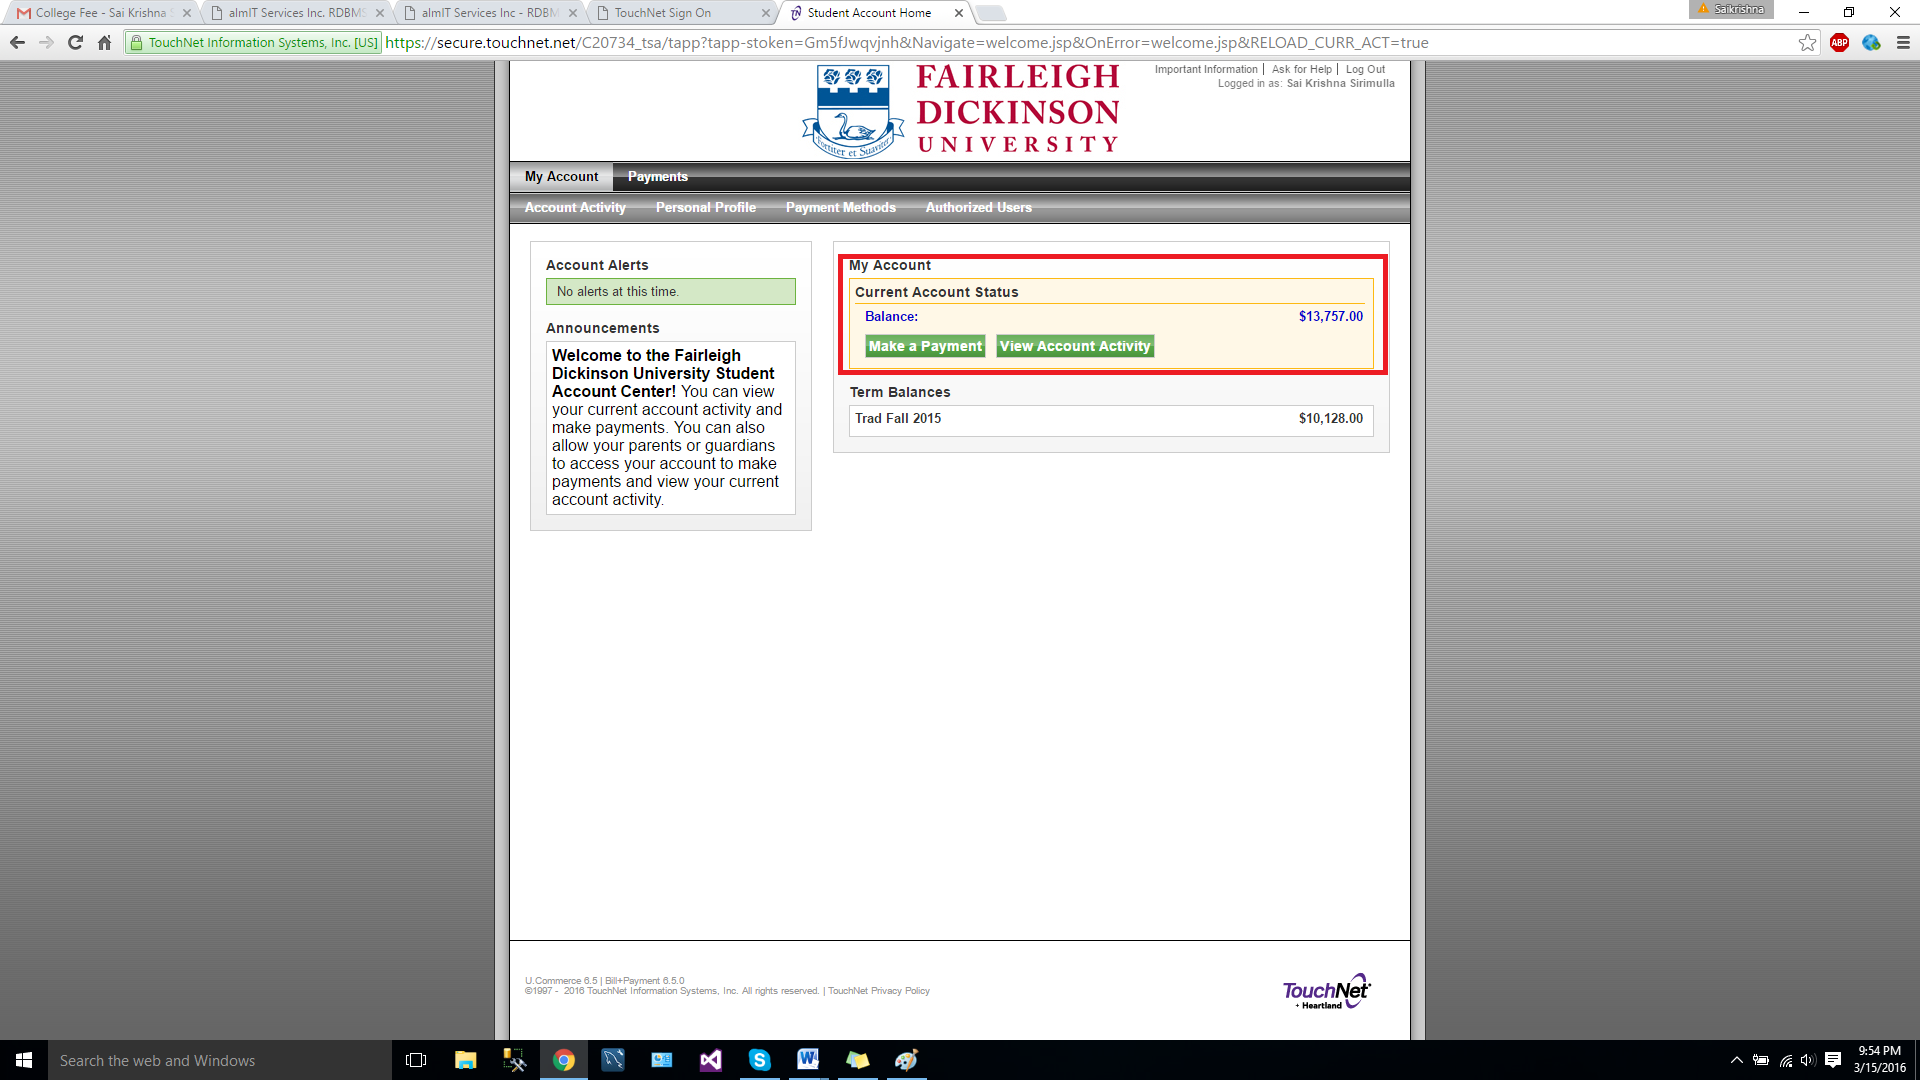 College Fee - Sai Krishna S
aImIT Services Inc. RDBMS
aImIT Services Inc - RDBM
TouchNet Sign On
Student Account Home
Saikrishna
TouchNet Information Systems, Inc. [US] https://secure.touchnet.net/C20734_tsa/tapp?tapp-stoken=Gm5fJwqvjnh&Navigate=welcome.jsp&OnError=welcome.jsp&RELOAD_CURR_ACT=true
ABP
FAIRLEIGH
DICKINSON
UNIVERSITY
Fortiter et Suaviter
Important Information | Ask for Help | Log Out
Logged in as: Sai Krishna Sirimulla
My Account Payments
Account Activity Personal Profile Payment Methods Authorized Users
Account Alerts
No alerts at this time.
Announcements
Welcome to the Fairleigh
Dickinson University Student
Account Center! You can view
your current account activity and
make payments. You can also
allow your parents or guardians
to access your account to make
payments and view your current
account activity.
My Account
Current Account Status
Balance: $13,757.00
Make a Payment View Account Activity
Term Balances
Trad Fall 2015 $10,128.00
U.Commerce 6.5 | Bill+Payment 6.5.0
©1997 - 2016 TouchNet Information Systems, Inc. All rights reserved. | TouchNet Privacy Policy
TouchNet
+ Heartland
Search the web and Windows
9:54 PM
3/15/2016